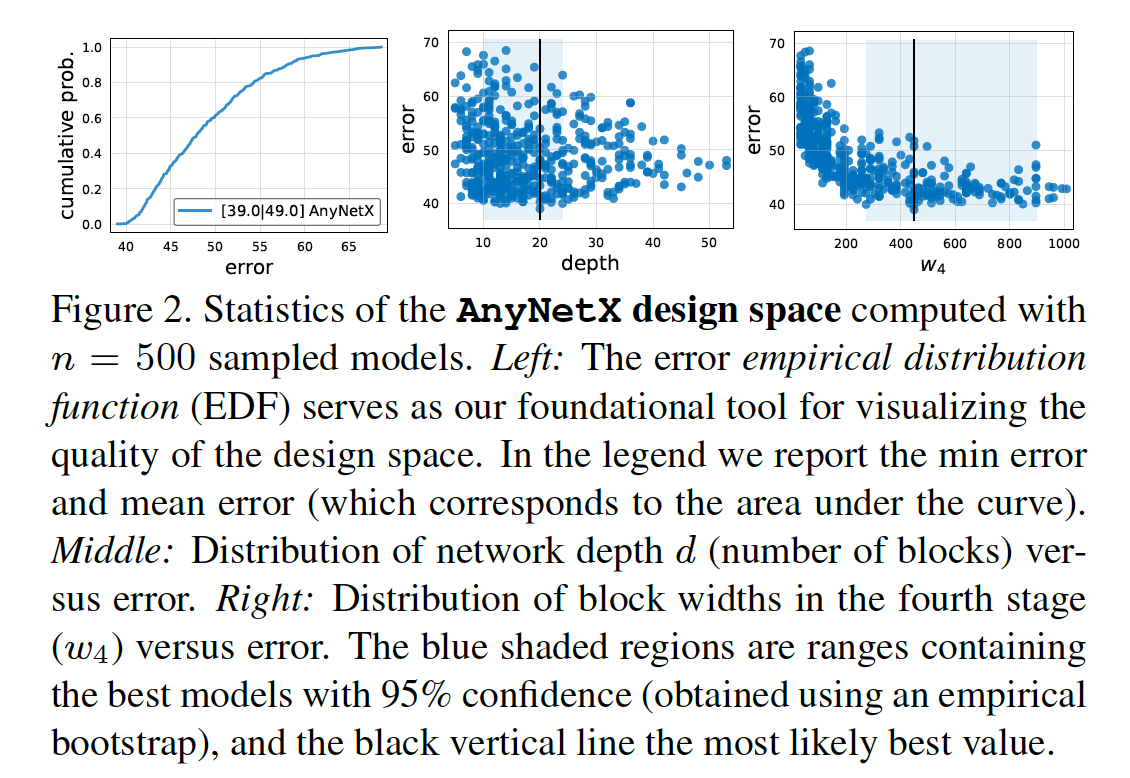 cumulative prob.
1.0
0.8
0.6
0.4
0.2
0.0
[39.0|49.0] AnyNetX
40 45 50 55 60 65
error
error
70
60
50
40
10 20 30 40 50
depth
error
70
60
50
40
200 400 600 800 1000
w₄
Figure 2. Statistics of the AnyNetX design space computed with
n = 500 sampled models. Left: The error empirical distribution
function (EDF) serves as our foundational tool for visualizing the
quality of the design space. In the legend we report the min error
and mean error (which corresponds to the area under the curve).
Middle: Distribution of network depth d (number of blocks) ver-
sus error. Right: Distribution of block widths in the fourth stage
(w₄) versus error. The blue shaded regions are ranges containing
the best models with 95% confidence (obtained using an empirical
bootstrap), and the black vertical line the most likely best value.